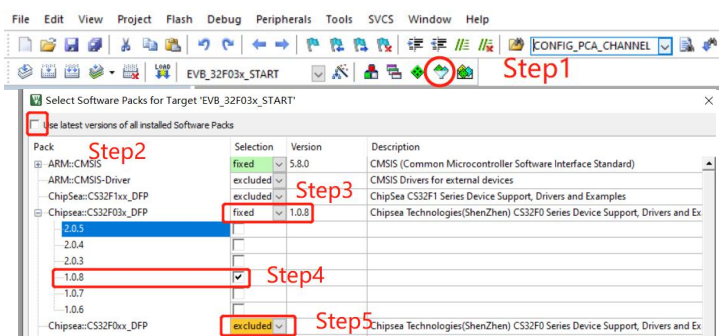 File Edit View Project Flash Debug Peripherals Tools SVCS Window Help
CONFIG_PCA_CHANNEL
LOAD EVB_32F03x_START Step1
Select Software Packs for Target 'EVB_32F03x_START'
Use latest versions of all installed Software Packs
Step2
Pack Selection Version Description
ARM::CMSIS fixed 5.8.0 CMSIS (Common Microcontroller Software Interface Standard)
ARM::CMSIS-Driver excluded CMSIS Drivers for external devices
Step3
ChipSea::CS32F1xx_DFP excluded ChipSea CS32F1 Series Device Support, Drivers and Examples
Chipsea::CS32F03x_DFP fixed 1.0.8 Chipsea Technologies(ShenZhen) CS32F0 Series Device Support, Drivers and Ex
2.0.5
2.0.4
2.0.3
1.0.8 Step4
1.0.7
1.0.6
Chipsea::CS32F0xx_DFP excluded Step5 Chipsea Technologies(ShenZhen) CS32F0 Series Device Support, Drivers and Ex